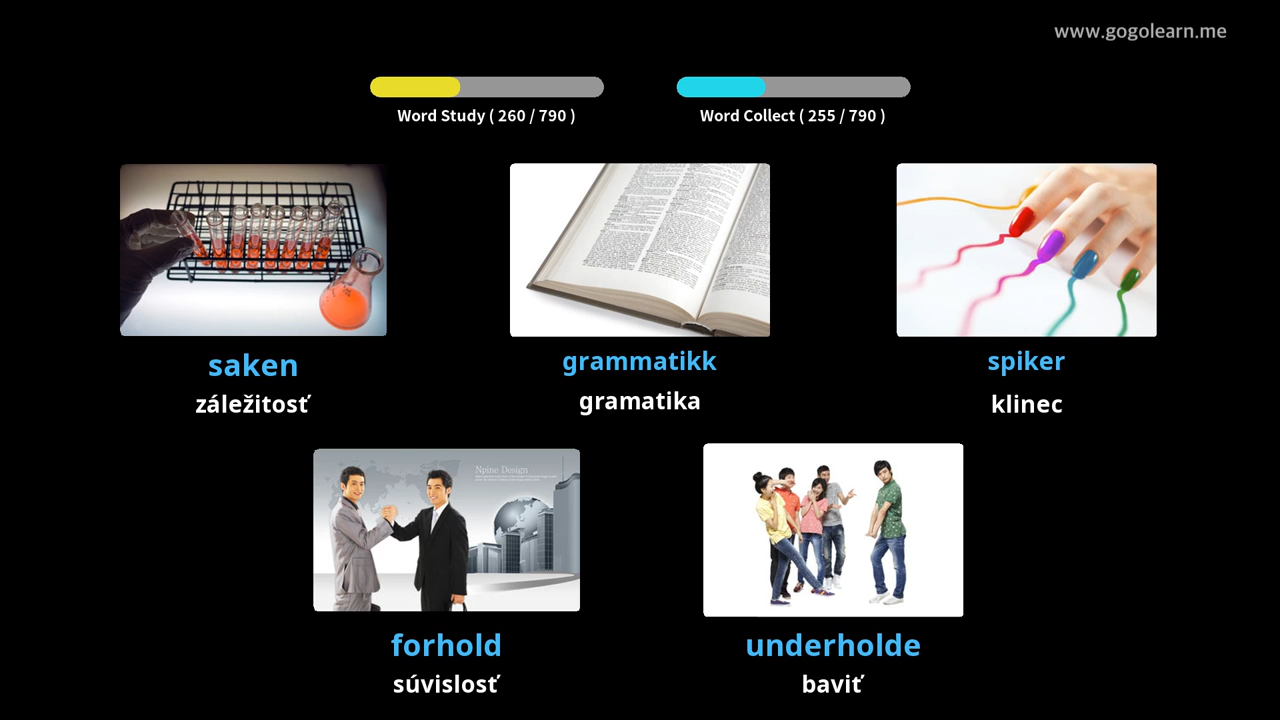 www.gogolearn.me
Word Study ( 260 / 790 )
Word Collect ( 255 / 790 )
saken
záležitosť
grammatikk
gramatika
spiker
klinec
Npine Design
forhold
súvislosť
underholde
baviť